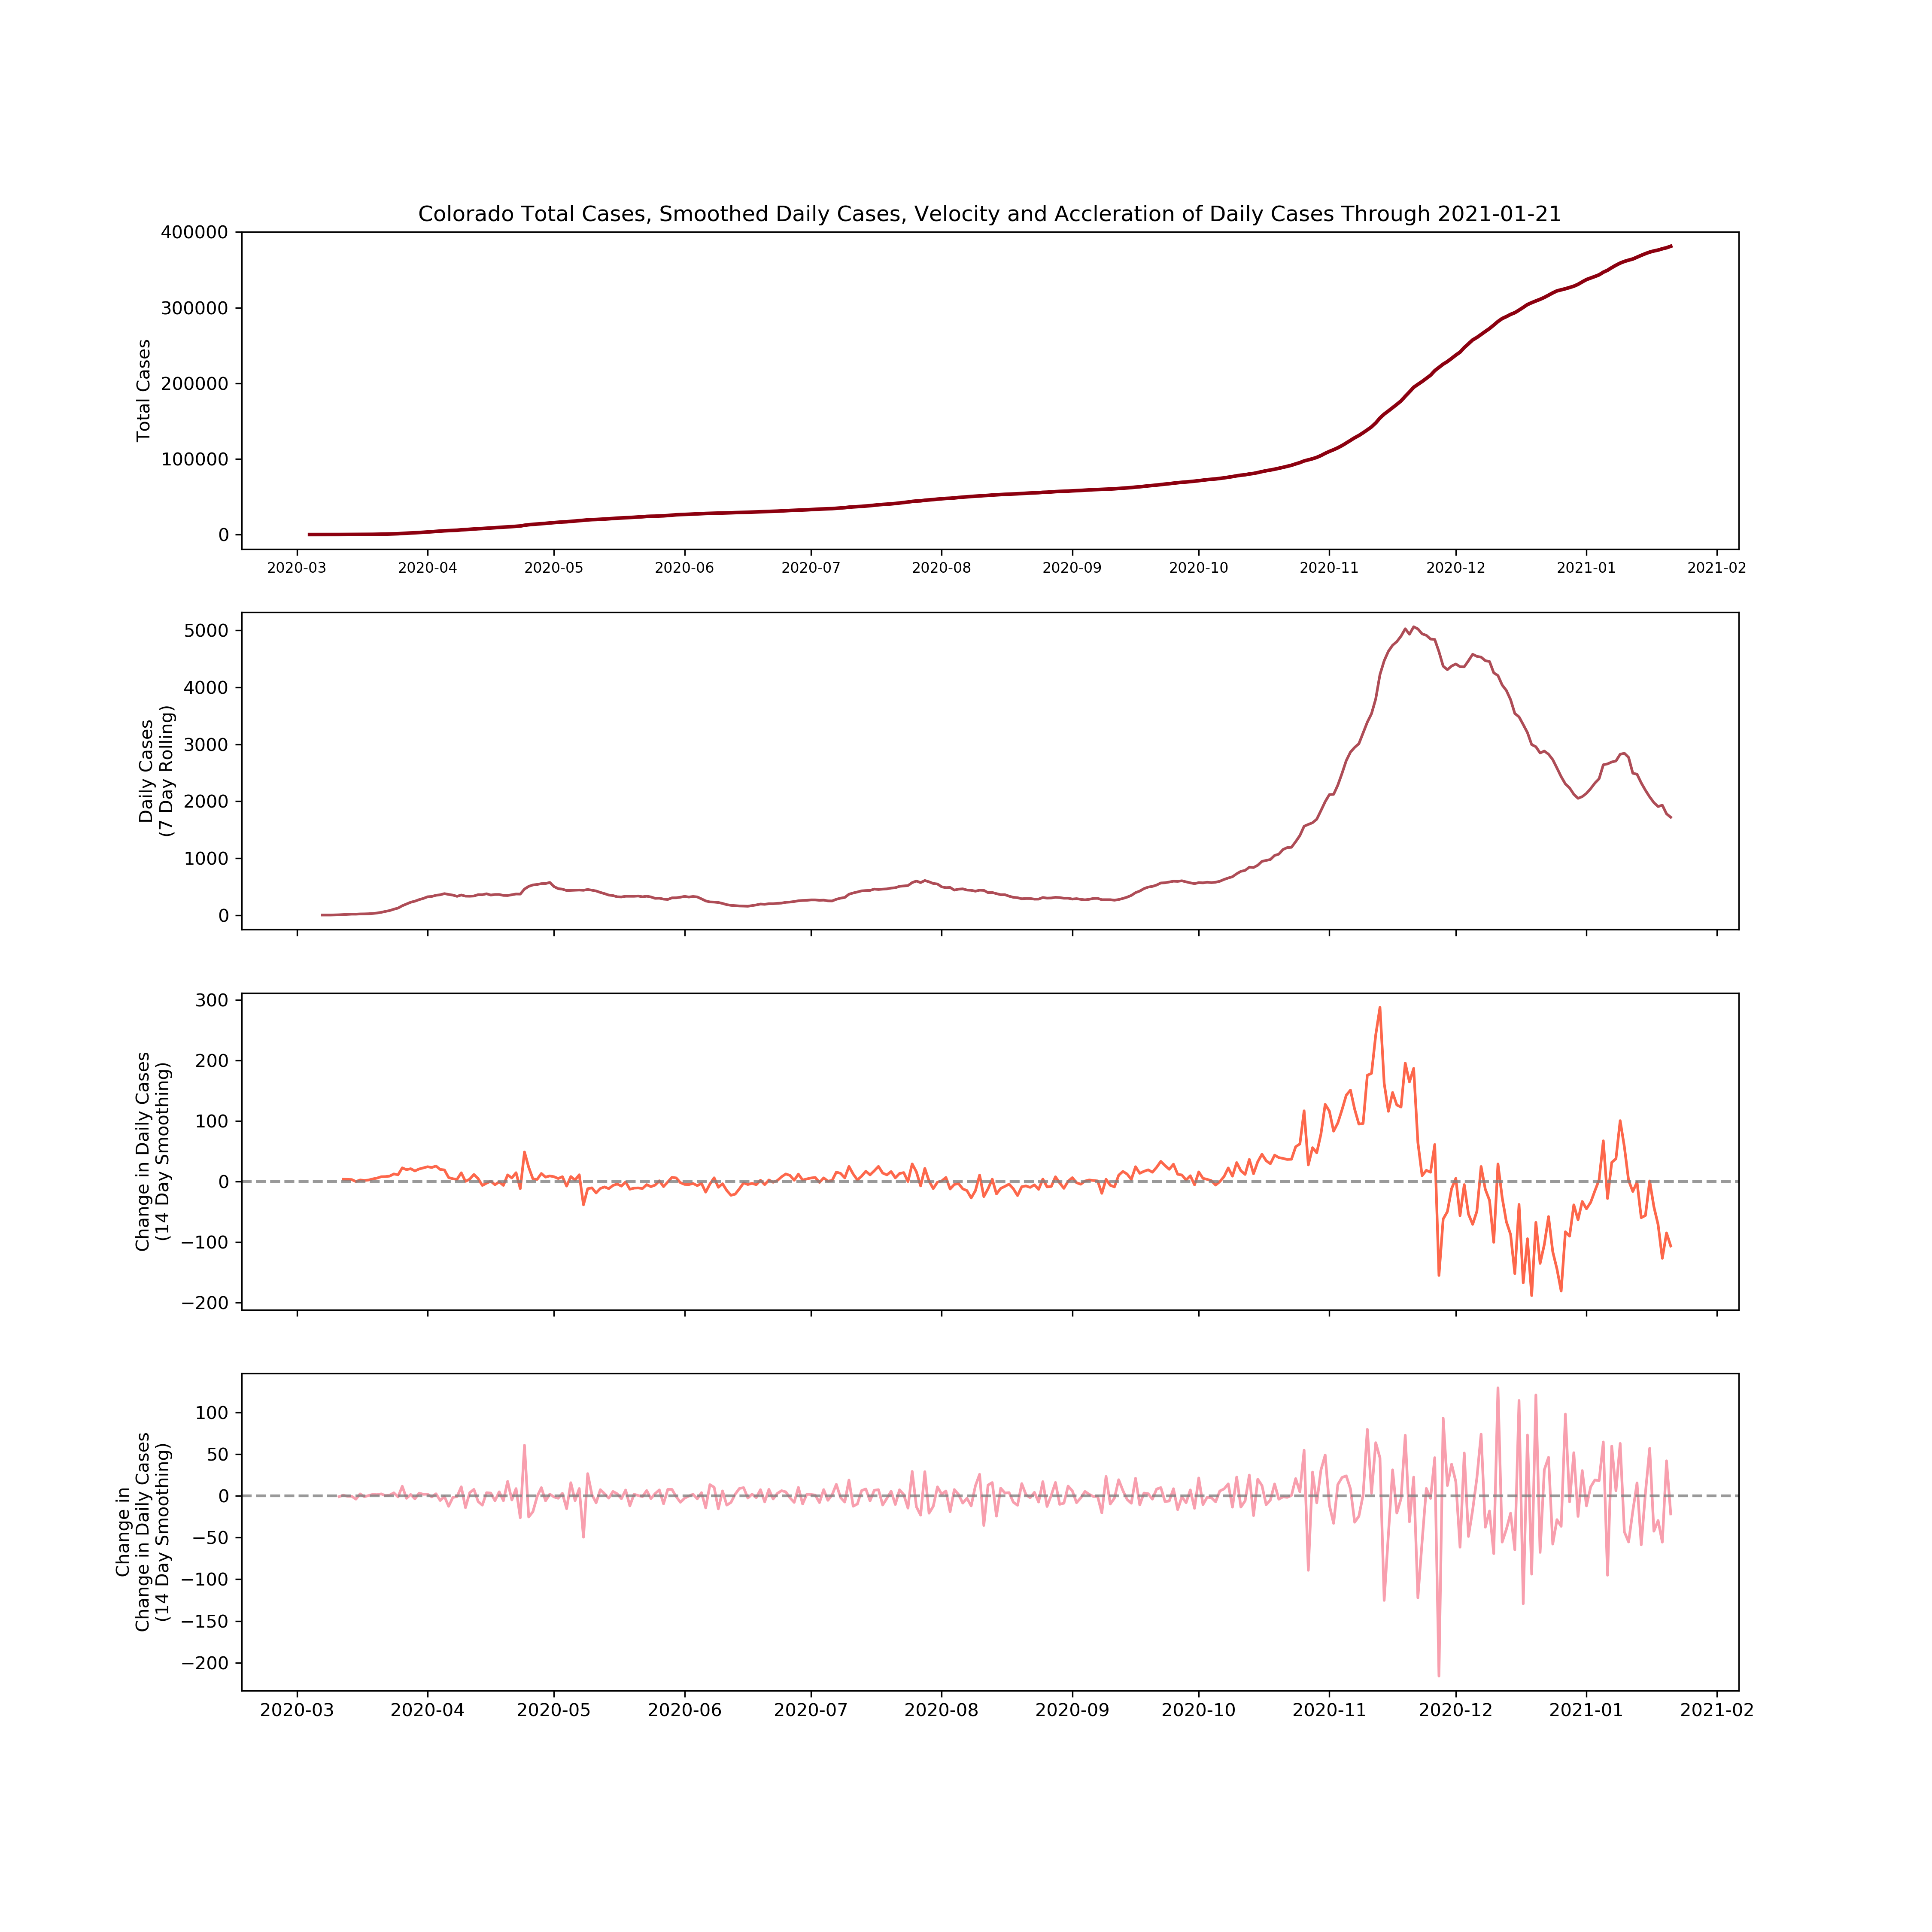 Colorado Total Cases, Smoothed Daily Cases, Velocity and Accleration of Daily Cases Through 2021-01-21
400000
300000
200000
100000
0
Total Cases
2020-03 2020-04 2020-05 2020-06 2020-07 2020-08 2020-09 2020-10 2020-11 2020-12 2021-01 2021-02
5000
4000
3000
2000
1000
0
Daily Cases
(7 Day Rolling)
300
200
100
0
−100
−200
Change in Daily Cases
(14 Day Smoothing)
100
50
0
−50
−100
−150
−200
Change in
Change in Daily Cases
(14 Day Smoothing)
2020-03 2020-04 2020-05 2020-06 2020-07 2020-08 2020-09 2020-10 2020-11 2020-12 2021-01 2021-02